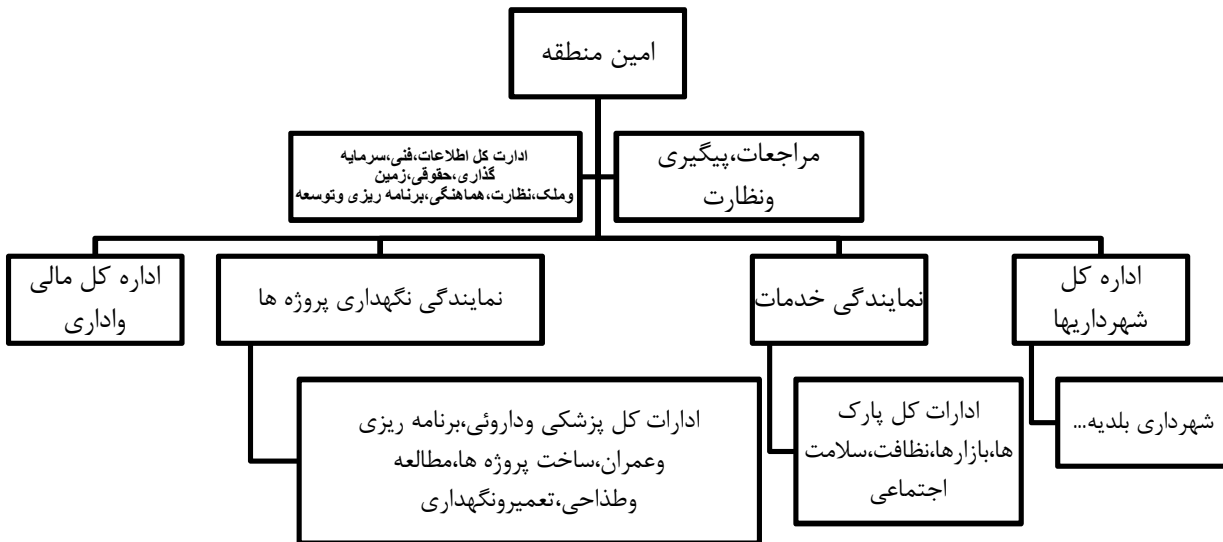 امین منطقه
مراجعات،پیگیری
ونظارت
ادارت کل اطلاعات،فنی،سرمایه
گذاری،حقوقی،زمین
وملک،نظارت،هماهنگی،برنامه ریزی وتوسعه
اداره کل
شهرداریها
نمایندگی خدمات
نمایندگی نگهداری پروژه ها
اداره کل مالی
واداری
شهرداری بلدیه...
ادارات کل پارک
ها،بازارها،نظافت،سلامت
اجتماعی
ادارات کل پزشکی وداروئی،برنامه ریزی
وعمران،ساخت پروژه ها،مطالعه
وطذاحی،تعمیرونگهداری